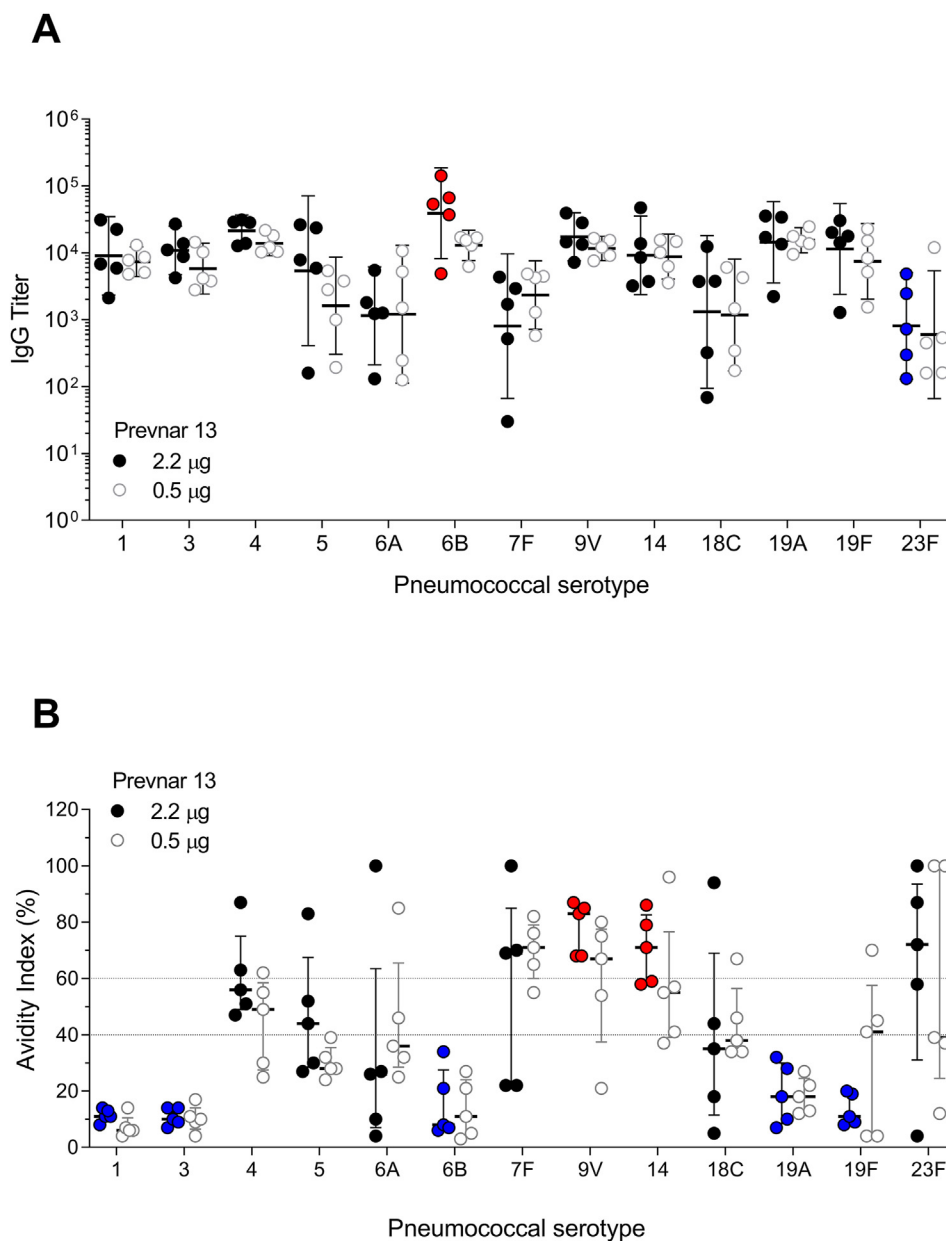 A
10⁶
10⁵
10⁴
10³
10²
10¹
10⁰
IgG Titer
Prevnar 13
2.2 μg
0.5 μg
1 3 4 5 6A 6B 7F 9V 14 18C 19A 19F 23F
Pneumococcal serotype
B
Prevnar 13
2.2 μg
0.5 μg
120
100
80
60
40
20
0
Avidity Index (%)
1 3 4 5 6A 6B 7F 9V 14 18C 19A 19F 23F
Pneumococcal serotype